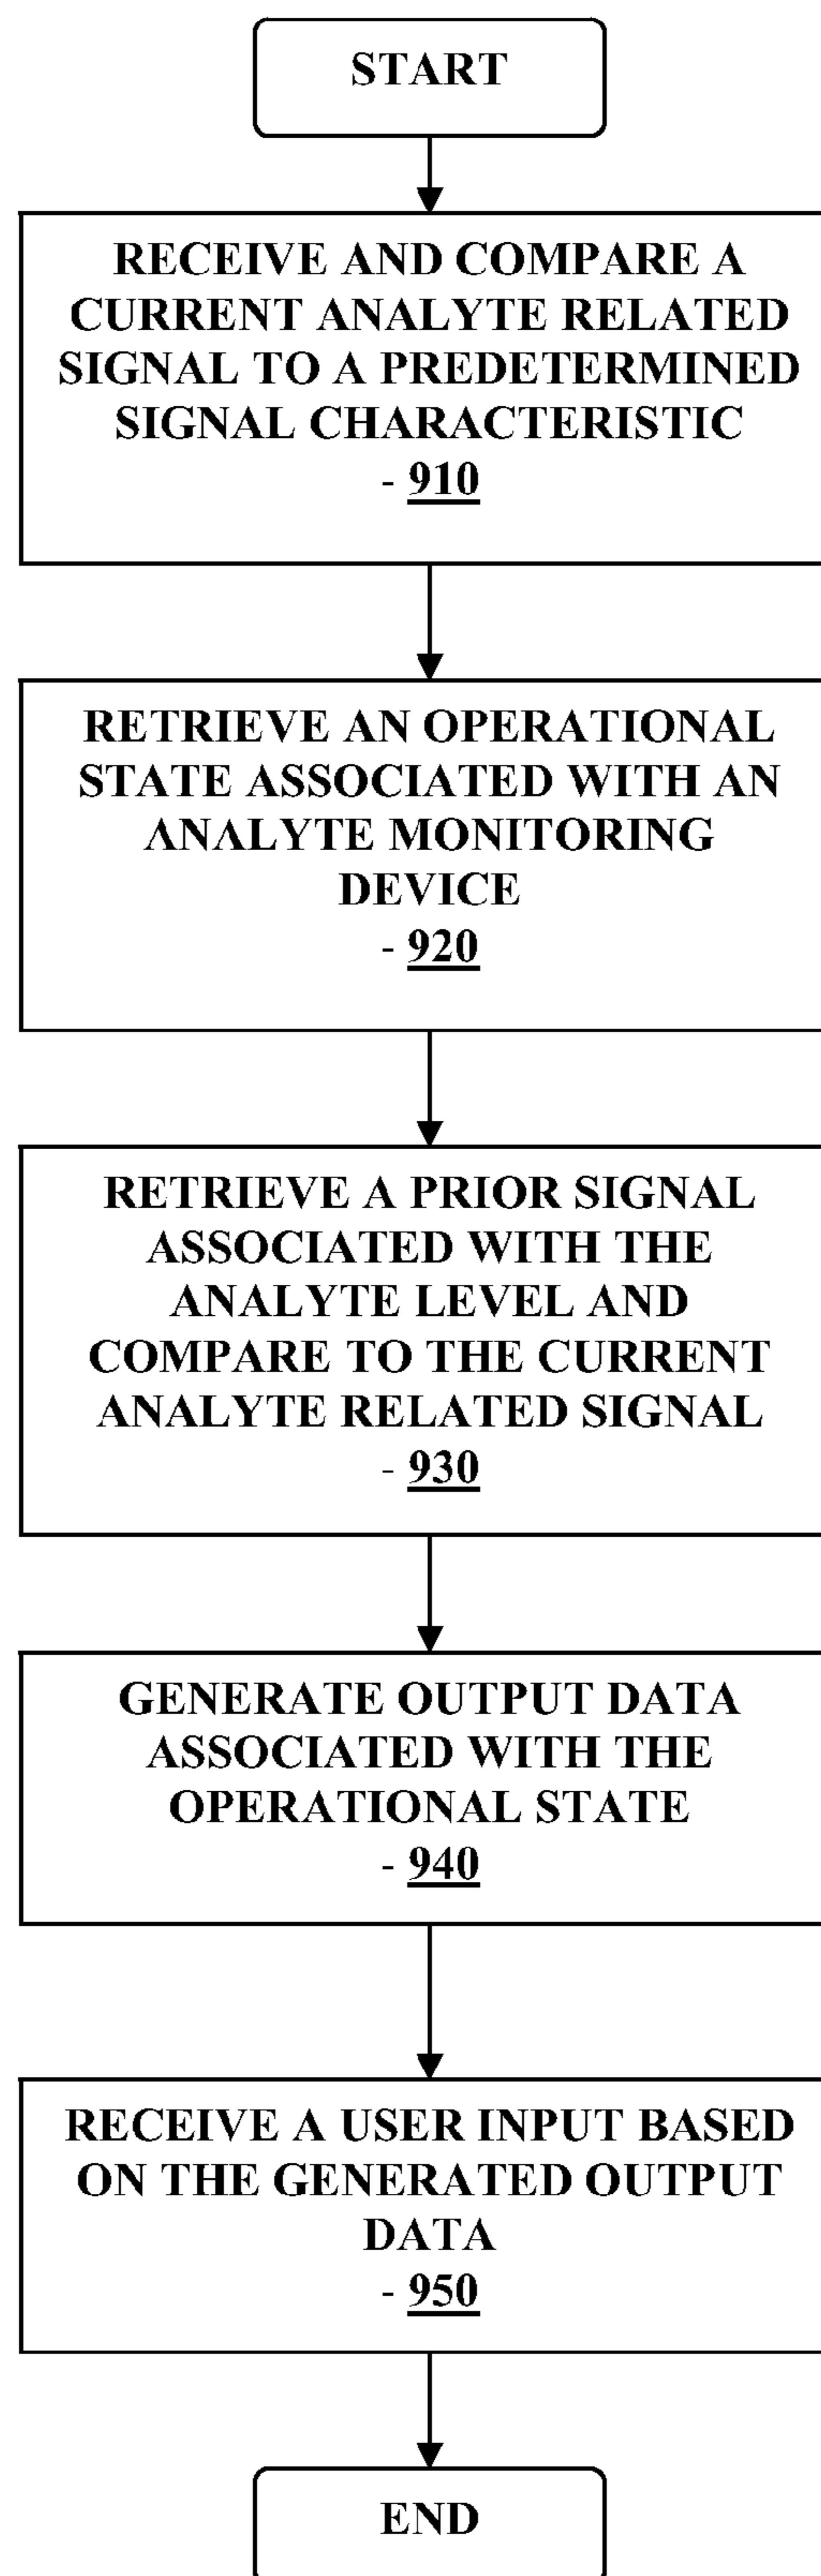 START
RECEIVE AND COMPARE A
CURRENT ANALYTE RELATED
SIGNAL TO A PREDETERMINED
SIGNAL CHARACTERISTIC
- 910
RETRIEVE AN OPERATIONAL
STATE ASSOCIATED WITH AN
ANALYTE MONITORING
DEVICE
- 920
RETRIEVE A PRIOR SIGNAL
ASSOCIATED WITH THE
ANALYTE LEVEL AND
COMPARE TO THE CURRENT
ANALYTE RELATED SIGNAL
- 930
GENERATE OUTPUT DATA
ASSOCIATED WITH THE
OPERATIONAL STATE
- 940
RECEIVE A USER INPUT BASED
ON THE GENERATED OUTPUT
DATA
- 950
END